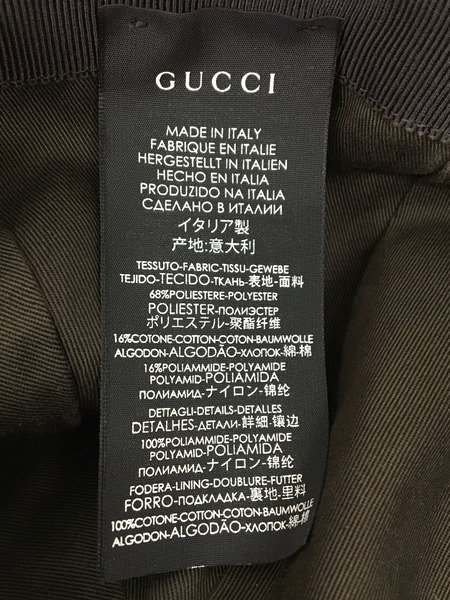 GUCCI
MADE IN ITALY
FABRIQUE EN ITALIE
HERGESTELLT IN ITALIEN
HECHO EN ITALIA
PRODUZIDO NA ITALIA
СДЕЛАНО В ИТАЛИИ
イタリア製
产地:意大利
TESSUTO-FABRIC-TISSU-GEWEBE
TEJIDO-TECIDO-ТКАНЬ-表地-面料
68%POLIESTERE-POLYESTER
POLIESTER-ПОЛИЭСТЕР
ポリエステル-聚酯纤维
16%COTONE-COTTON-COTON-BAUMWOLLE
ALGODON-ALGODÃO-ХЛОПОК-綿-棉
16%POLIAMMIDE-POLYAMIDE
POLYAMID-POLIAMIDA
ПОЛИАМИД-ナイロン-锦纶
DETTAGLI-DETAILS-DETALLES
DETALHES-ДЕТАЛИ-詳細-镶边
100%POLIAMMIDE-POLYAMIDE
POLYAMID-POLIAMIDA
ПОЛИАМИД-ナイロン-锦纶
FODERA-LINING-DOUBLURE-FUTTER
FORRO-ПОДКЛАДКА-裏地-里料
100%COTONE-COTTON-COTON-BAUMWOLLE
ALGODON-ALGODÃO-ХЛОПОК-綿-棉